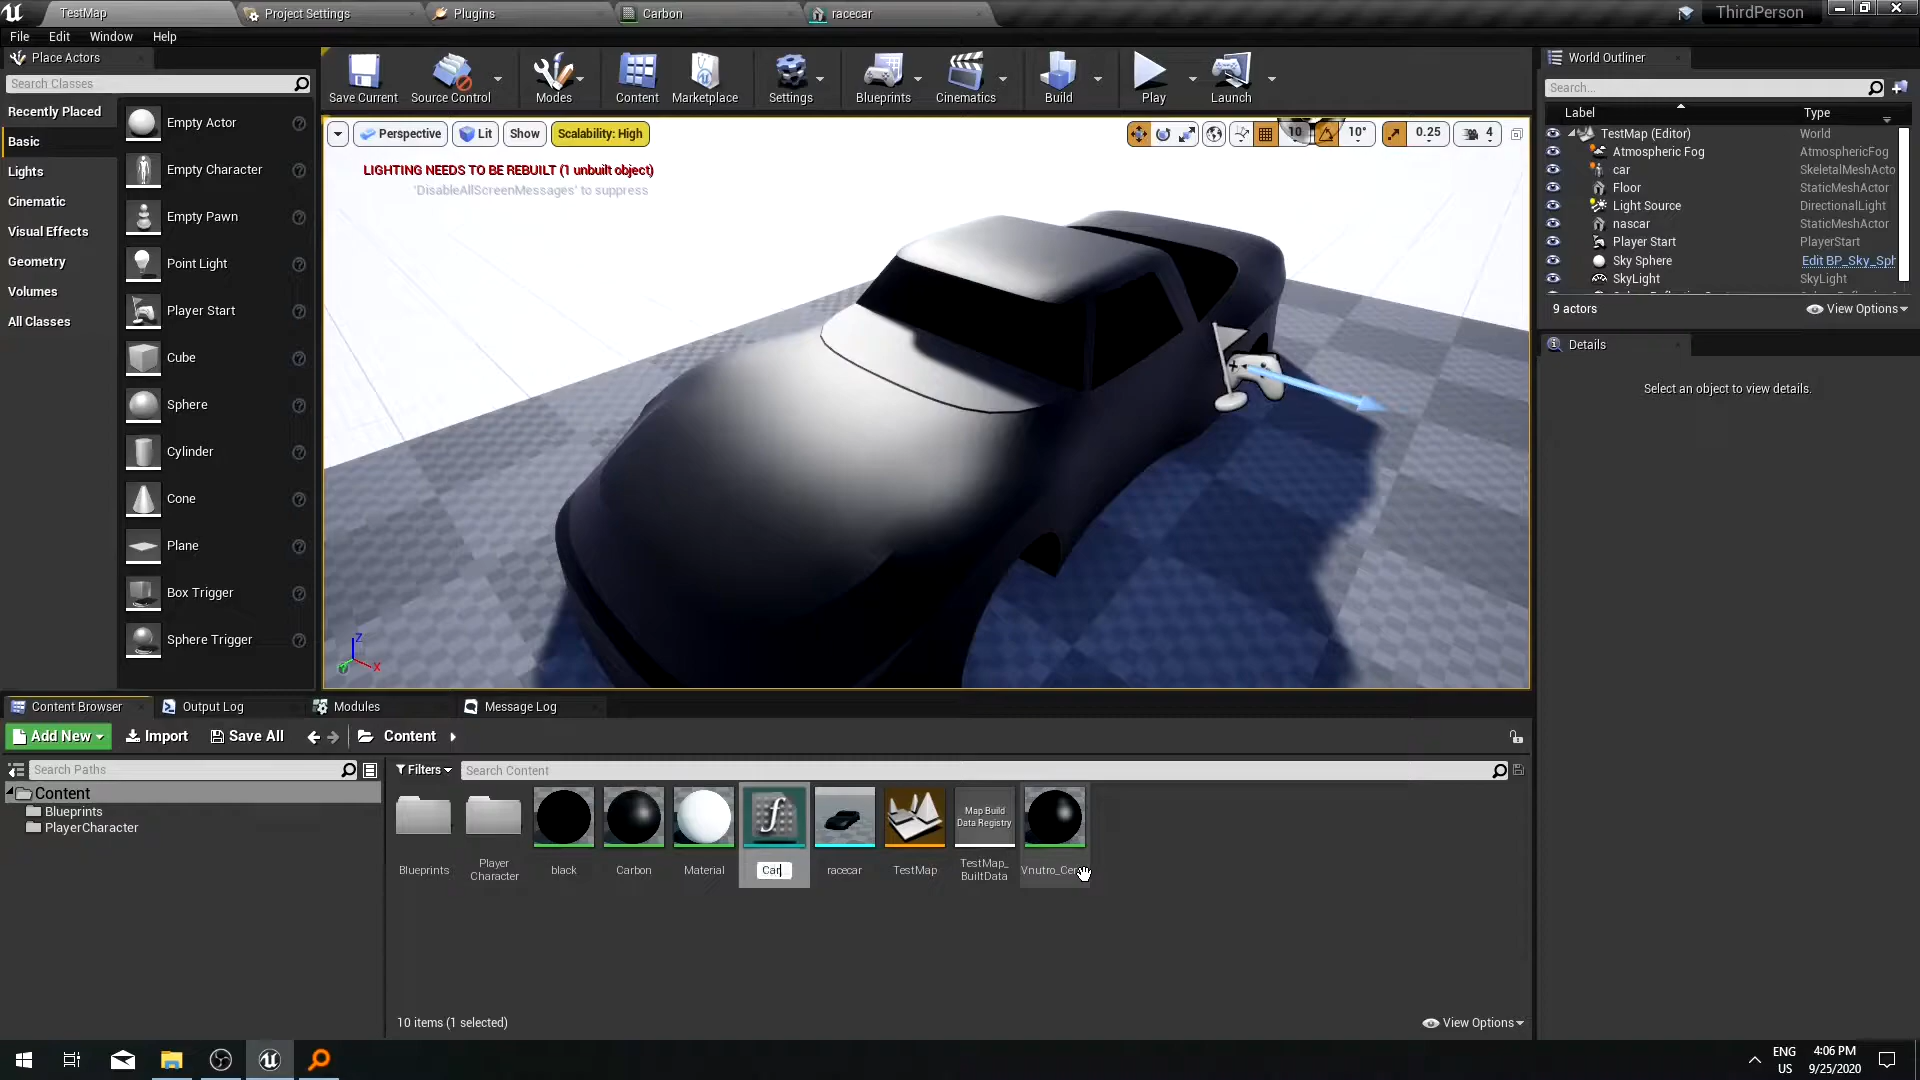 TestMap
Project Settings
Plugins
Carbon
racecar
ThirdPerson
File
Edit
Window
Help
Place Actors
Search Classes
Recently Placed
Basic
Lights
Cinematic
Visual Effects
Geometry
Volumes
All Classes
Empty Actor
Empty Character
Empty Pawn
Point Light
Player Start
Cube
Sphere
Cylinder
Cone
Plane
Box Trigger
Sphere Trigger
Save Current
Source Control
Modes
Content
Marketplace
Settings
Blueprints
Cinematics
Build
Play
Launch
Perspective
Lit
Show
Scalability: High
10
10°
0.25
4
LIGHTING NEEDS TO BE REBUILT (1 unbuilt object)
'DisableAllScreenMessages' to suppress
Z
X
World Outliner
Search...
Label
Type
TestMap (Editor)
World
Atmospheric Fog
AtmosphericFog
car
SkeletalMeshActo
Floor
StaticMeshActor
Light Source
DirectionalLight
nascar
StaticMeshActor
Player Start
PlayerStart
Sky Sphere
Edit BP_Sky_Sph
SkyLight
SkyLight
9 actors
View Options
Details
Select an object to view details.
Content Browser
Output Log
Modules
Message Log
Add New
Import
Save All
Content
Search Paths
Filters
Search Content
Content
Blueprints
PlayerCharacter
f
Map Build
Data Registry
Blueprints
Player
Character
black
Carbon
Material
Car
racecar
TestMap
TestMap_
BuiltData
10 items (1 selected)
View Options
ENG
US
4:06 PM
9/25/2020